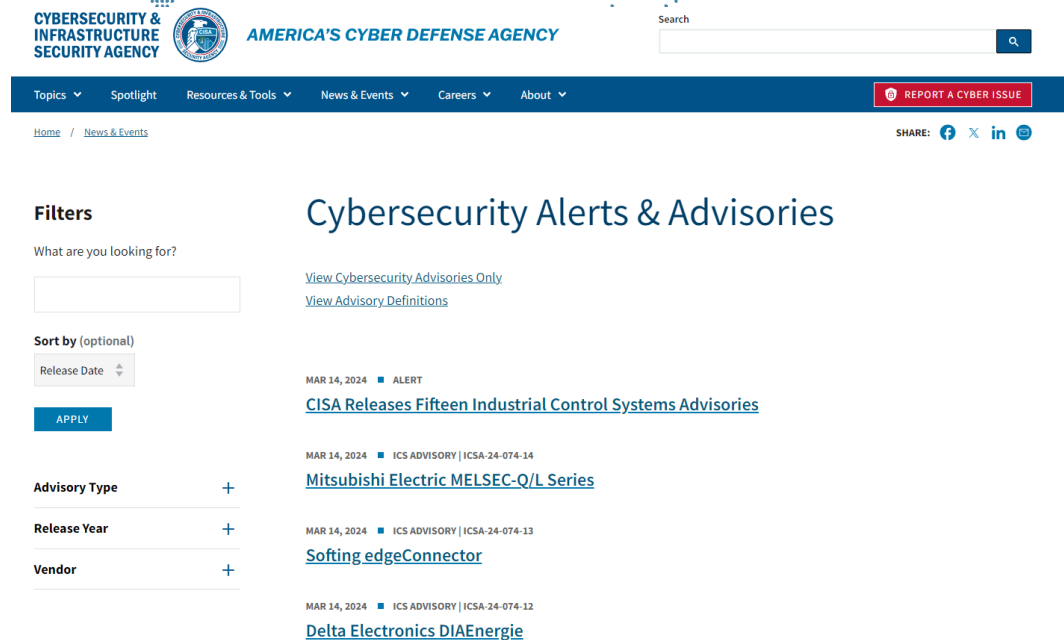 CYBERSECURITY &
INFRASTRUCTURE
SECURITY AGENCY
AMERICA'S CYBER DEFENSE AGENCY
Search
Topics Spotlight Resources & Tools News & Events Careers About REPORT A CYBER ISSUE
Home / News & Events
SHARE:
Filters
What are you looking for?
Sort by (optional)
Release Date
APPLY
Advisory Type
Release Year
Vendor
Cybersecurity Alerts & Advisories
View Cybersecurity Advisories Only
View Advisory Definitions
MAR 14, 2024 ALERT
CISA Releases Fifteen Industrial Control Systems Advisories
MAR 14, 2024 ICS ADVISORY | ICSA-24-074-14
Mitsubishi Electric MELSEC-Q/L Series
MAR 14, 2024 ICS ADVISORY | ICSA-24-074-13
Softing edgeConnector
MAR 14, 2024 ICS ADVISORY | ICSA-24-074-12
Delta Electronics DIAEnergie